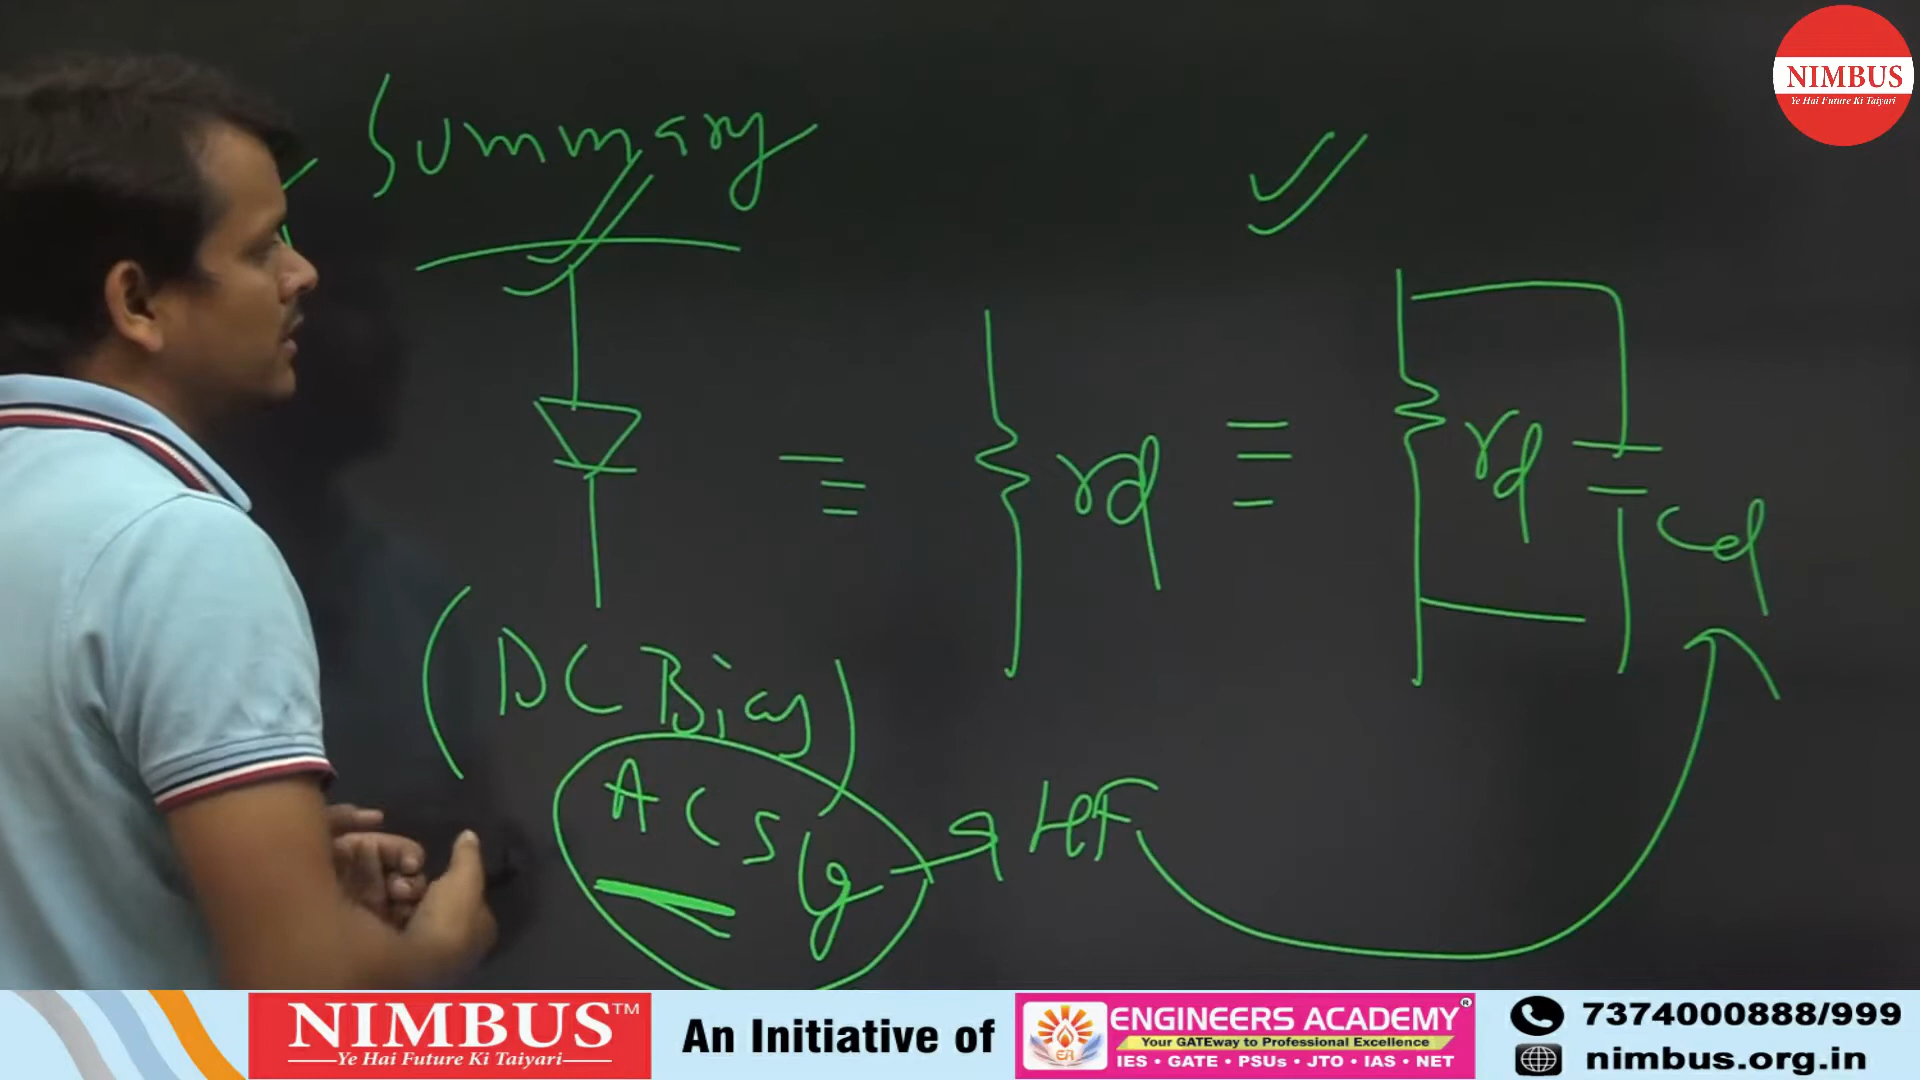 Summary
NIMBUS
Ye Hai Future Ki Taiyari
rd
rd
Cd
(DC Bias)
AC Sig
HF
NIMBUS™
Ye Hai Future Ki Taiyari
An Initiative of
ENGINEERS ACADEMY®
Your GATEway to Professional Excellence
IES • GATE • PSUs • JTO • IAS • NET
7374000888/999
nimbus.org.in